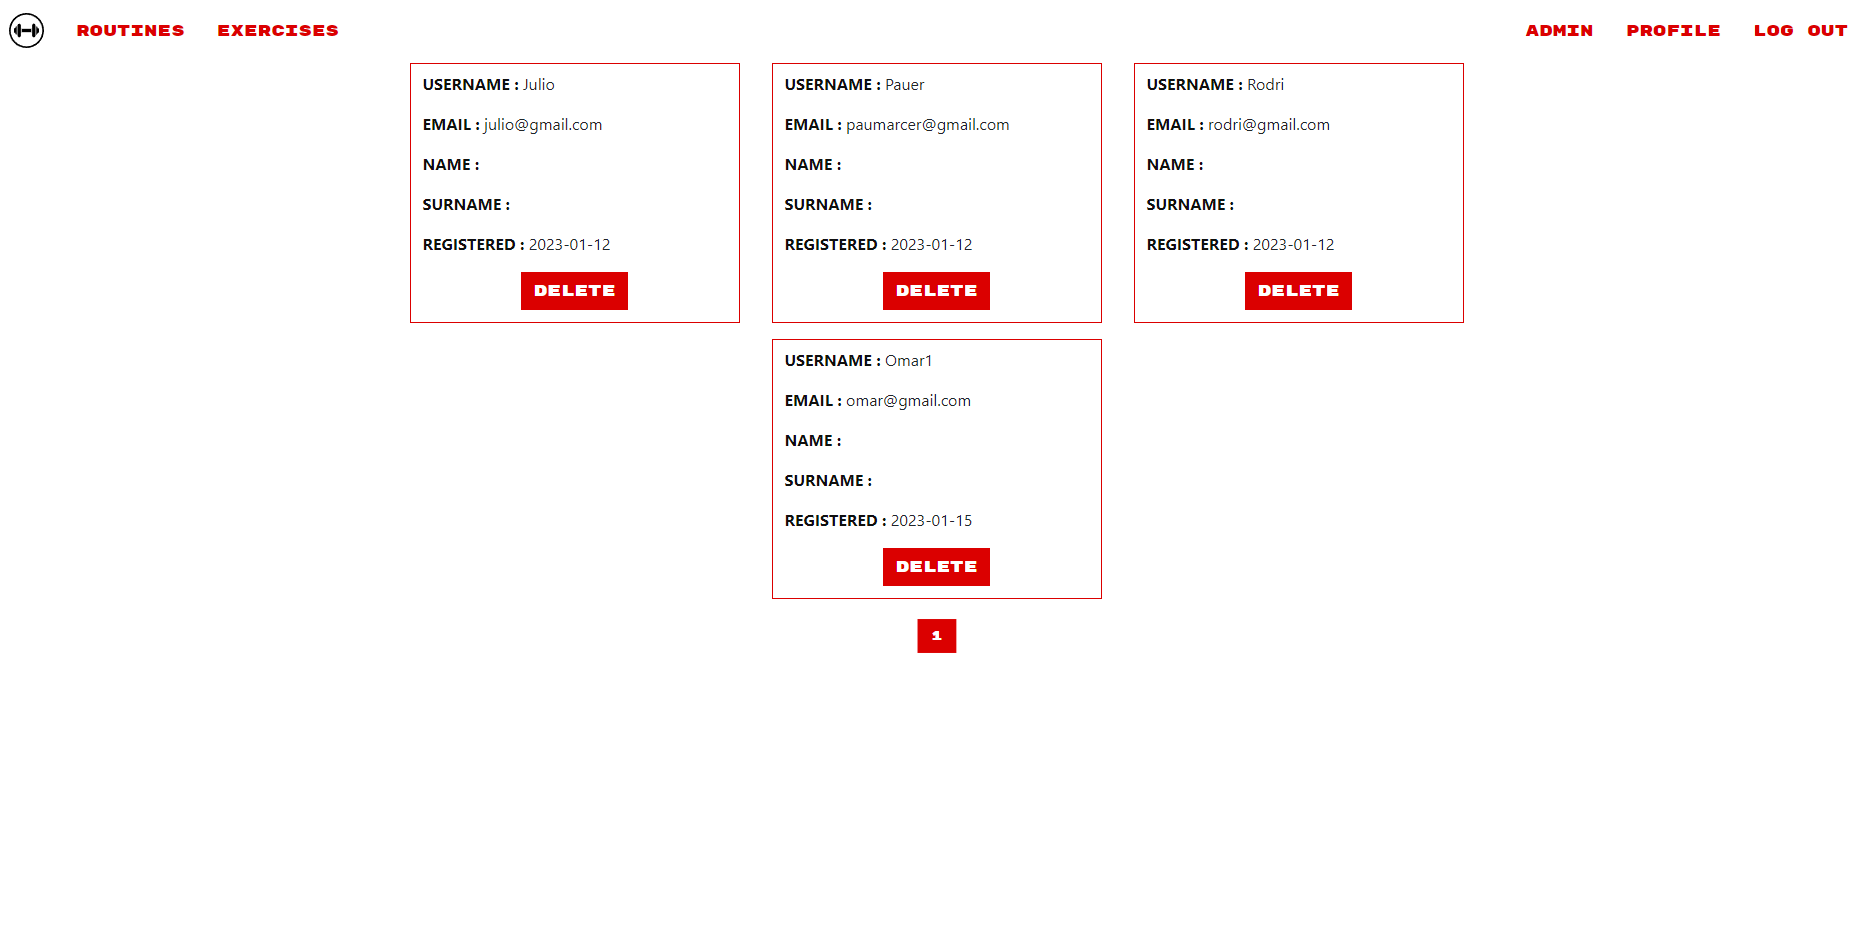 ROUTINES EXERCISES ADMIN PROFILE LOG OUT
USERNAME : Julio
EMAIL : julio@gmail.com
NAME :
SURNAME :
REGISTERED : 2023-01-12
DELETE
USERNAME : Pauer
EMAIL : paumarcer@gmail.com
NAME :
SURNAME :
REGISTERED : 2023-01-12
DELETE
USERNAME : Rodri
EMAIL : rodri@gmail.com
NAME :
SURNAME :
REGISTERED : 2023-01-12
DELETE
USERNAME : Omar1
EMAIL : omar@gmail.com
NAME :
SURNAME :
REGISTERED : 2023-01-15
DELETE
1